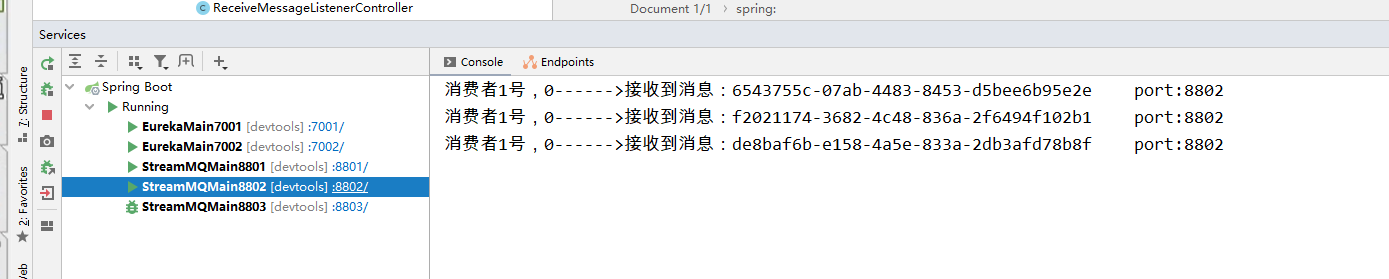 ReceiveMessageListenerController
Document 1/1 › spring:
Services
Console Endpoints
Spring Boot
Running
EurekaMain7001 [devtools] :7001/
EurekaMain7002 [devtools] :7002/
StreamMQMain8801 [devtools] :8801/
StreamMQMain8802 [devtools] :8802/
StreamMQMain8803 [devtools] :8803/
消费者1号，0------>接收到消息：6543755c-07ab-4483-8453-d5bee6b95e2e port:8802
消费者1号，0------>接收到消息：f2021174-3682-4c48-836a-2f6494f102b1 port:8802
消费者1号，0------>接收到消息：de8baf6b-e158-4a5e-833a-2db3afd78b8f port:8802
7: Structure
2: Favorites